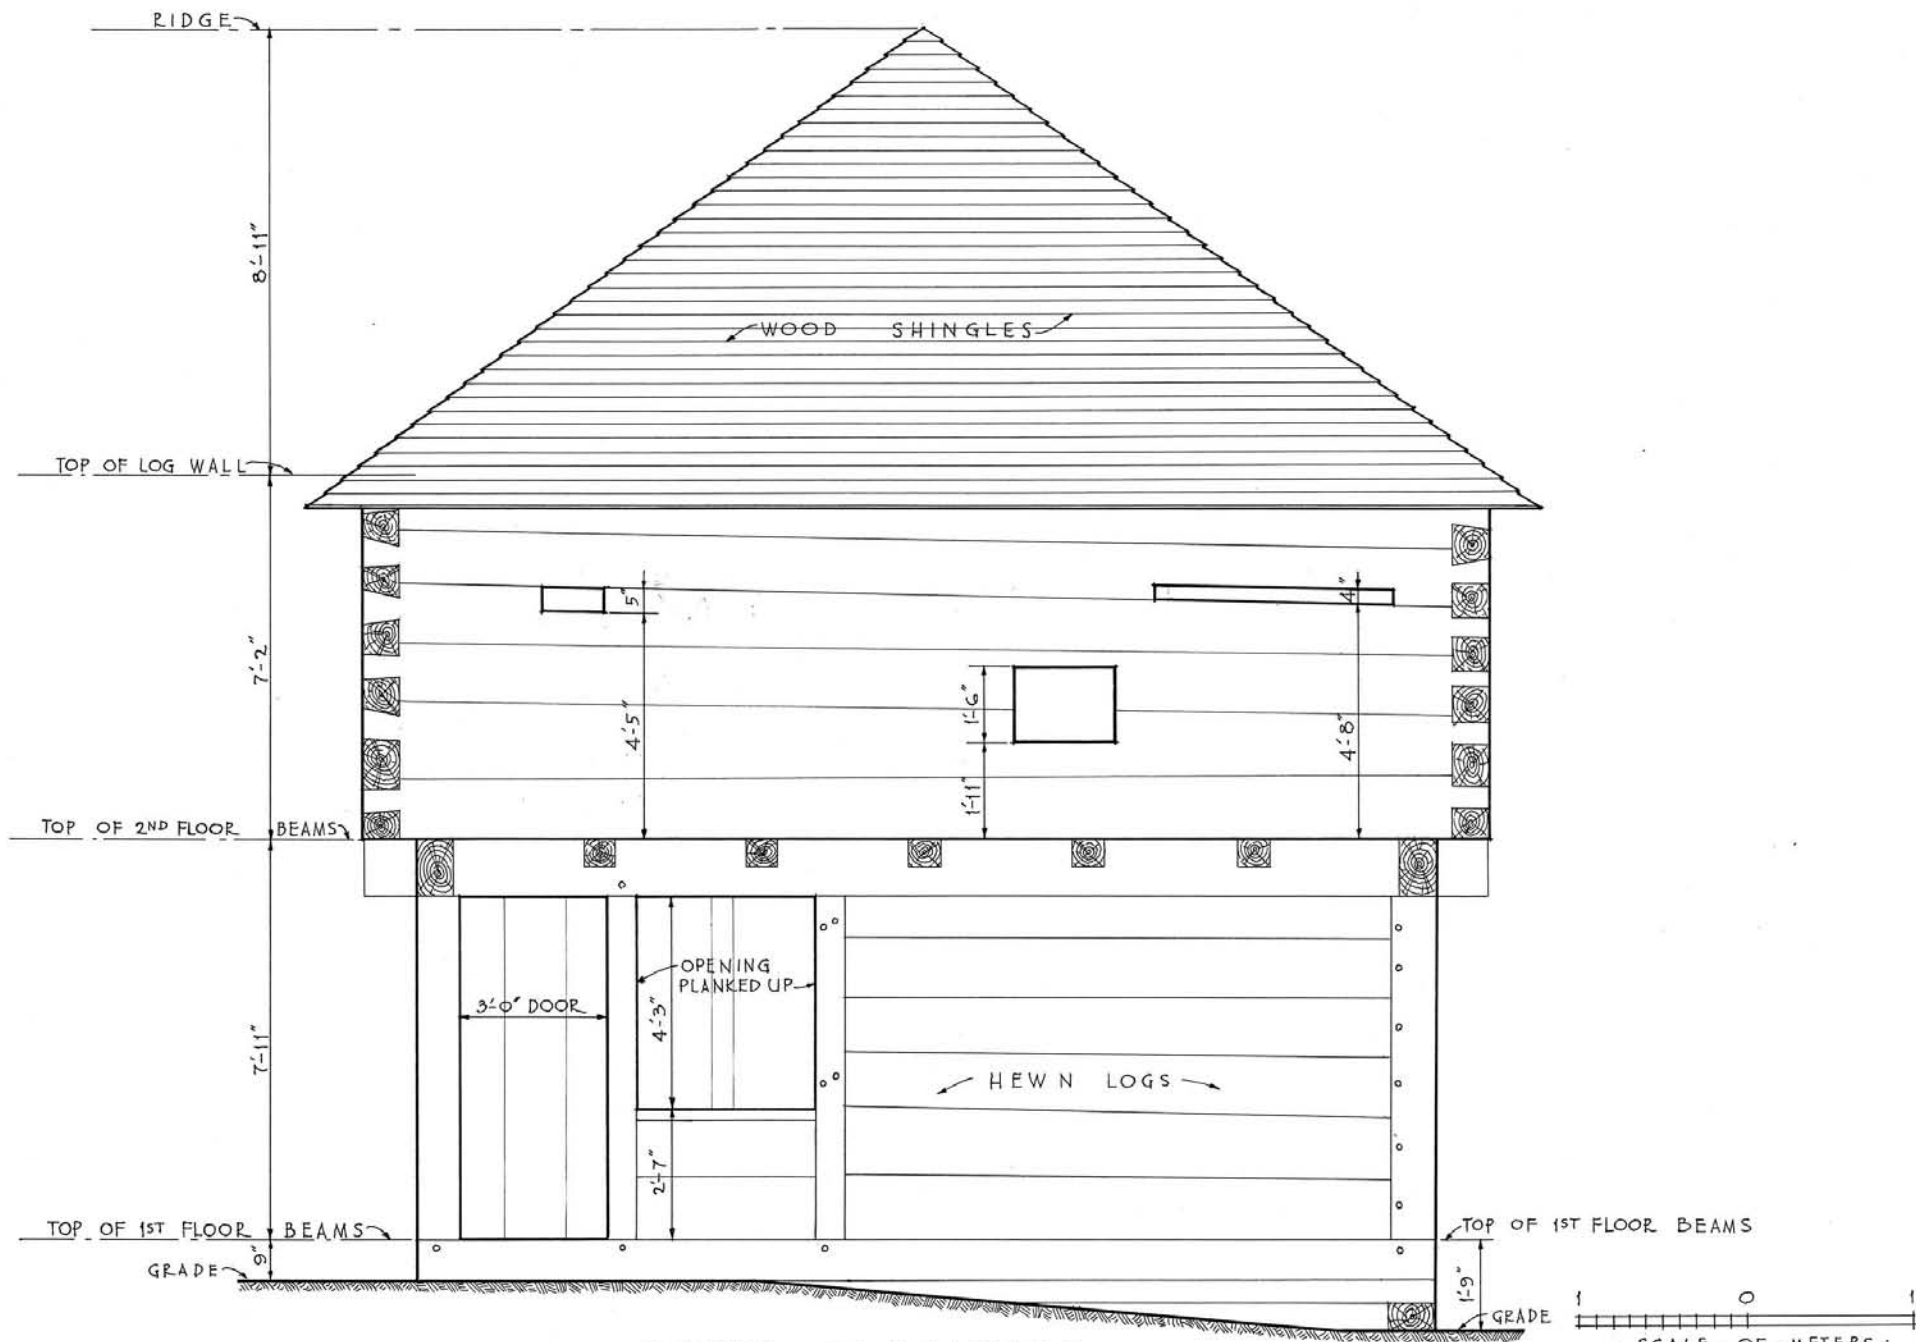 RIDGE
8'-11"
WOOD SHINGLES
TOP OF LOG WALL
5"
4"
7'-2"
1'-6"
4'-5"
4'-8"
1'-11"
TOP OF 2ND FLOOR BEAMS
OPENING
PLANKED UP
3'-0" DOOR
4'-3"
7'-11"
HEWN LOGS
2'-7"
TOP OF 1ST FLOOR BEAMS
TOP OF 1ST FLOOR BEAMS
9"
GRADE
1'-9"
GRADE
1 0 1
SCALE OF METERS